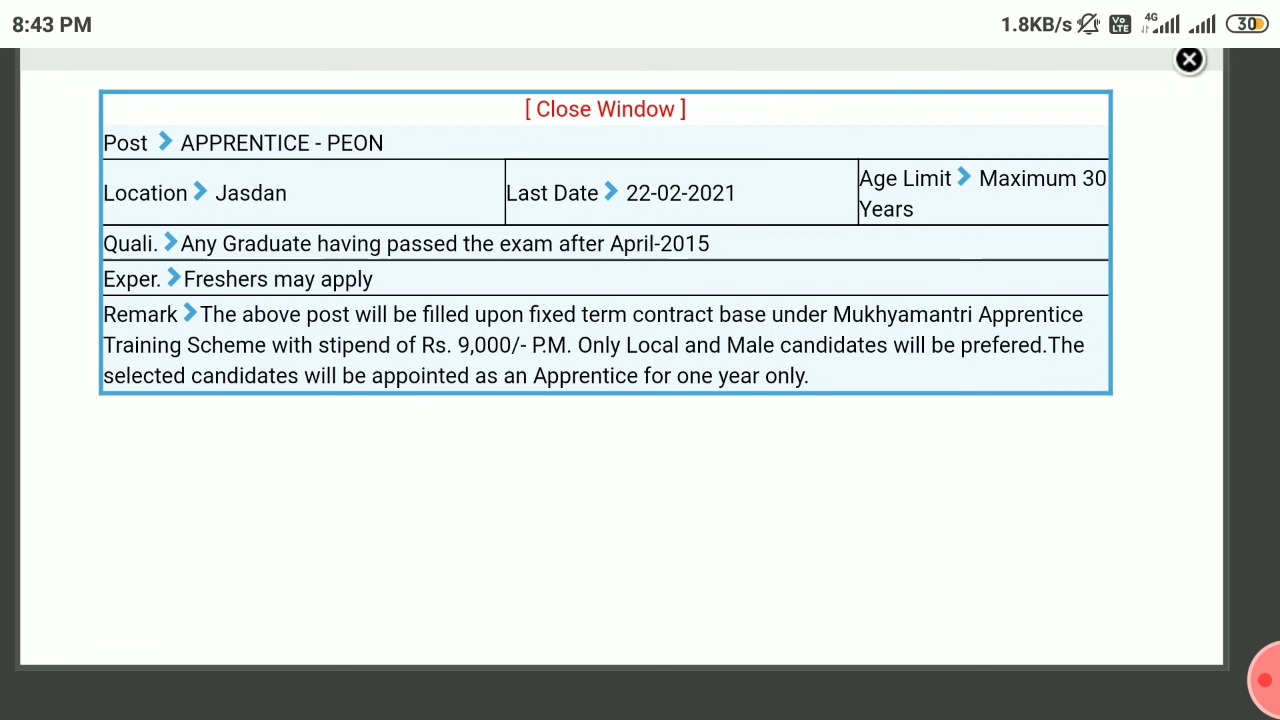 8:43 PM
1.8KB/s
Vo LTE
4G
30
[ Close Window ]
Post APPRENTICE - PEON
Location Jasdan
Last Date 22-02-2021
Age Limit Maximum 30
Years
Quali. Any Graduate having passed the exam after April-2015
Exper. Freshers may apply
Remark The above post will be filled upon fixed term contract base under Mukhyamantri Apprentice
Training Scheme with stipend of Rs. 9,000/- P.M. Only Local and Male candidates will be prefered.The
selected candidates will be appointed as an Apprentice for one year only.